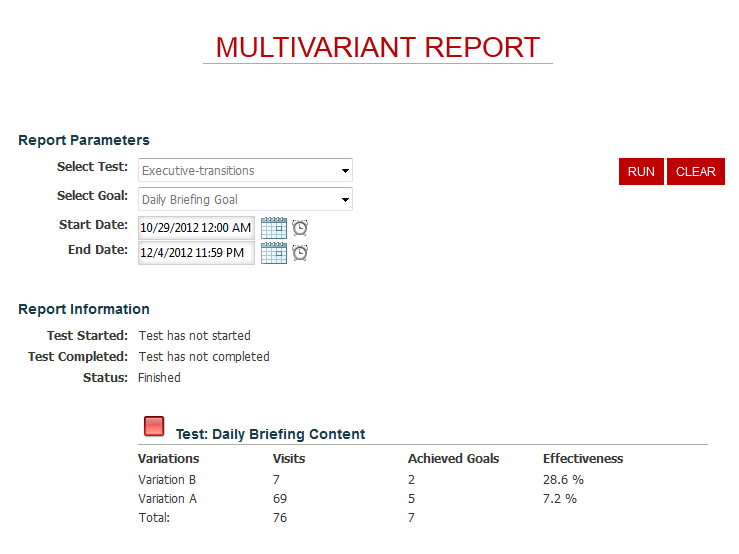 MULTIVARIANT REPORT
Report Parameters
Select Test: Executive-transitions
RUN CLEAR
Select Goal: Daily Briefing Goal
Start Date: 10/29/2012 12:00 AM
End Date: 12/4/2012 11:59 PM
Report Information
Test Started: Test has not started
Test Completed: Test has not completed
Status: Finished
Test: Daily Briefing Content
Variations Visits Achieved Goals Effectiveness
Variation B 7 2 28.6 %
Variation A 69 5 7.2 %
Total: 76 7